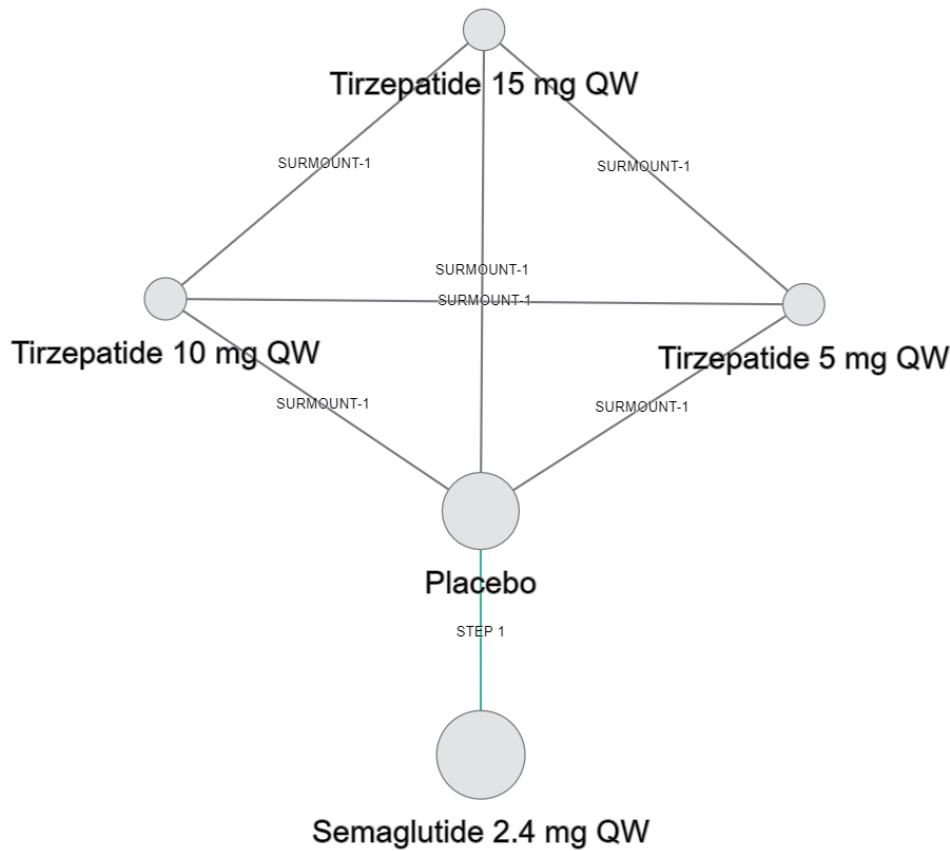 Tirzepatide 15 mg QW
SURMOUNT-1
SURMOUNT-1
SURMOUNT-1
SURMOUNT-1
Tirzepatide 10 mg QW
Tirzepatide 5 mg QW
SURMOUNT-1
SURMOUNT-1
Placebo
STEP 1
Semaglutide 2.4 mg QW